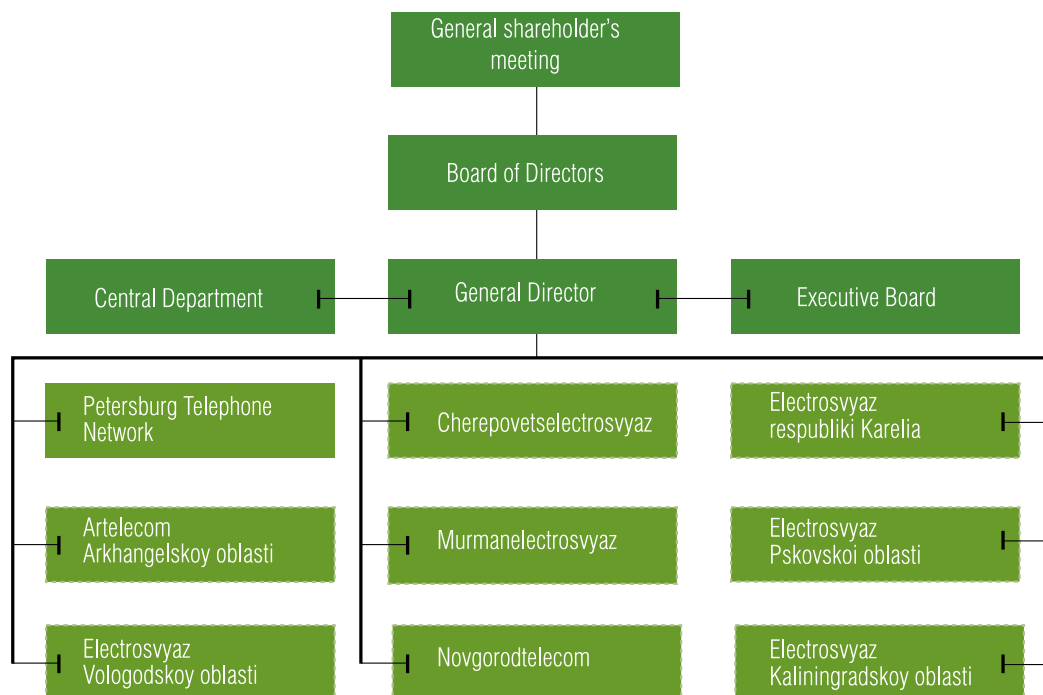 General shareholder's
meeting
Board of Directors
Central Department
General Director
Executive Board
Petersburg Telephone
Network
Cherepovetselectrosvyaz
Electrosvyaz
respubliki Karelia
Artelecom
Arkhangelskoy oblasti
Murmanelectrosvyaz
Electrosvyaz
Pskovskoi oblasti
Electrosvyaz
Vologodskoy oblasti
Novgorodtelecom
Electrosvyaz
Kaliningradskoy oblasti